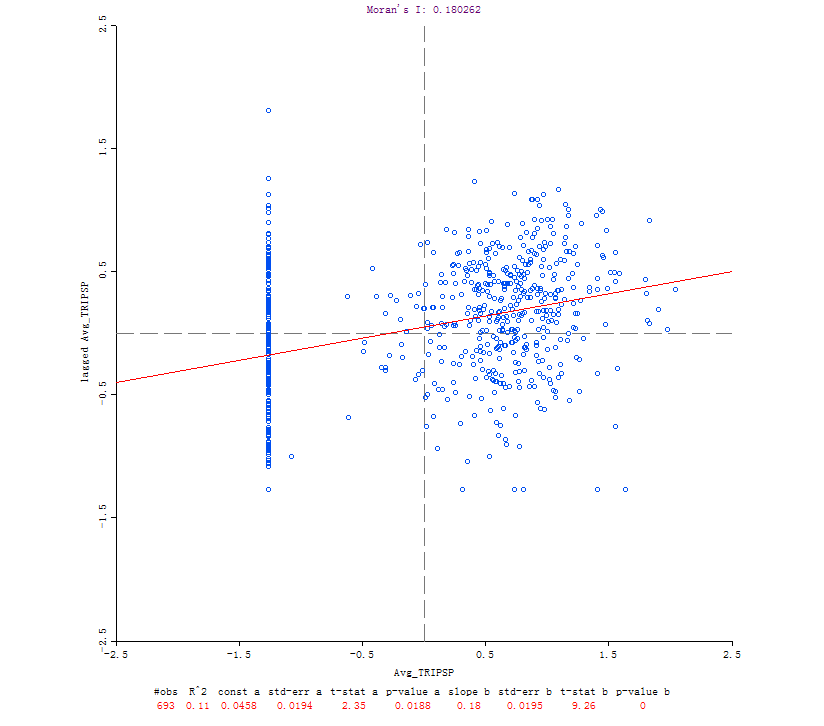 Moran's I: 0.180262
2.5
1.5
0.5
-0.5
-1.5
-2.5
lagged Avg_TRIPSP
-2.5 -1.5 -0.5 0.5 1.5 2.5
Avg_TRIPSP
#obs R^2 const a std-err a t-stat a p-value a slope b std-err b t-stat b p-value b
693 0.11 0.0458 0.0194 2.35 0.0188 0.18 0.0195 9.26 0